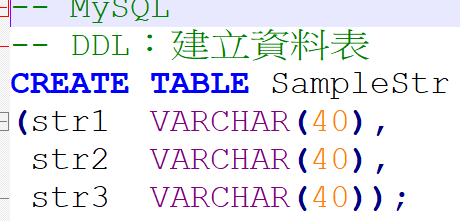 -- MySQL
-- DDL：建立資料表
CREATE TABLE SampleStr
(str1  VARCHAR(40),
 str2  VARCHAR(40),
 str3  VARCHAR(40));